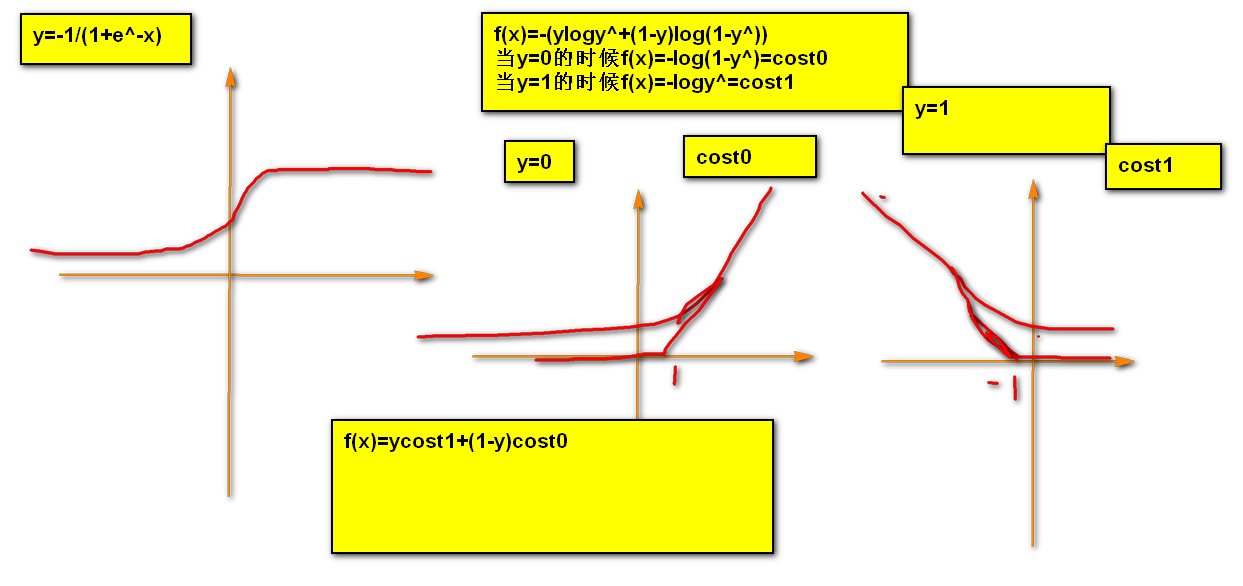 y=-1/(1+e^-x)
f(x)=-(ylogy^+(1-y)log(1-y^))
当y=0的时候f(x)=-log(1-y^)=cost0
当y=1的时候f(x)=-logy^=cost1
y=1
y=0
cost0
cost1
1
-1
f(x)=ycost1+(1-y)cost0